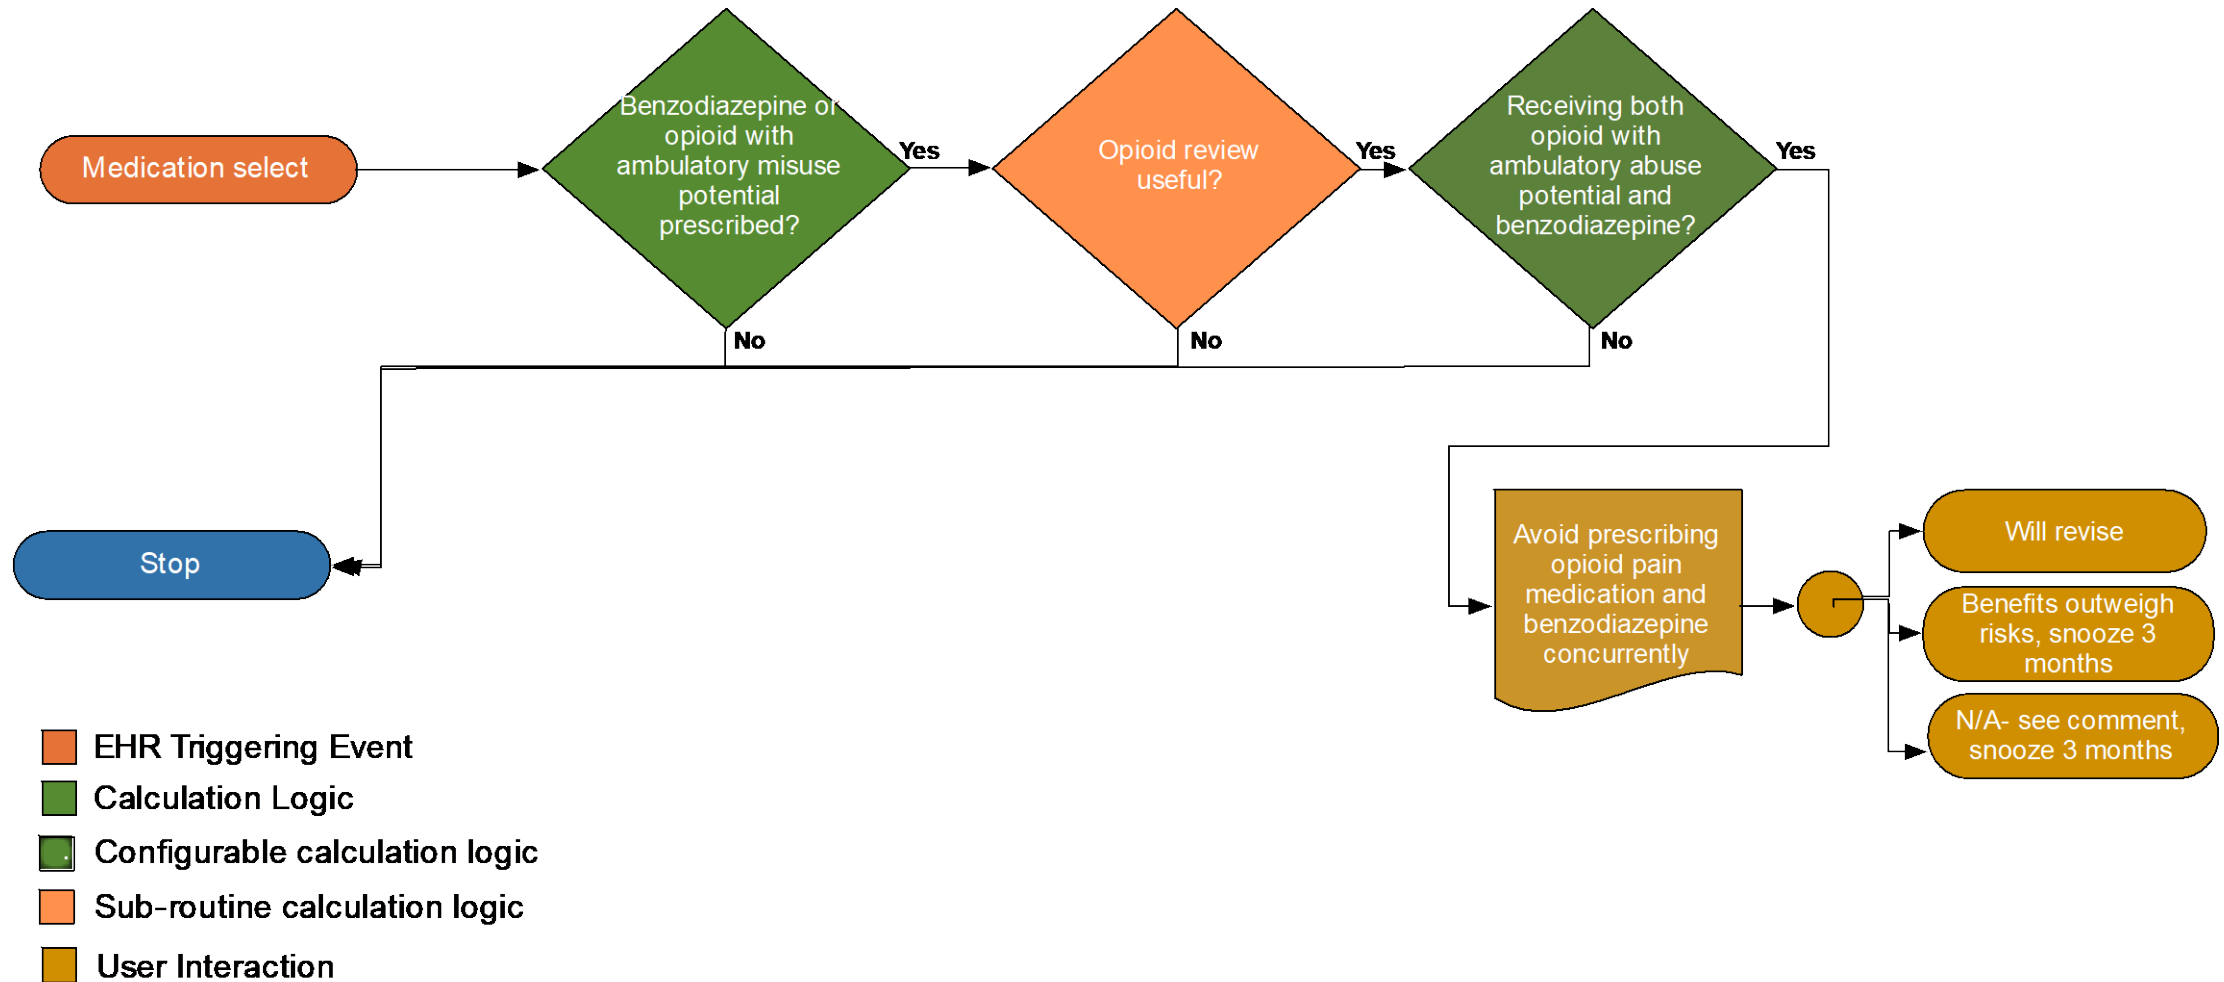 Medication select
Benzodiazepine or
opioid with
ambulatory misuse
potential
prescribed?
Yes
No
Opioid review
useful?
Yes
No
Receiving both
opioid with
ambulatory abuse
potential and
benzodiazepine?
Yes
No
Stop
Avoid prescribing
opioid pain
medication and
benzodiazepine
concurrently
Will revise
Benefits outweigh
risks, snooze 3
months
N/A- see comment,
snooze 3 months
EHR Triggering Event
Calculation Logic
Configurable calculation logic
Sub-routine calculation logic
User Interaction